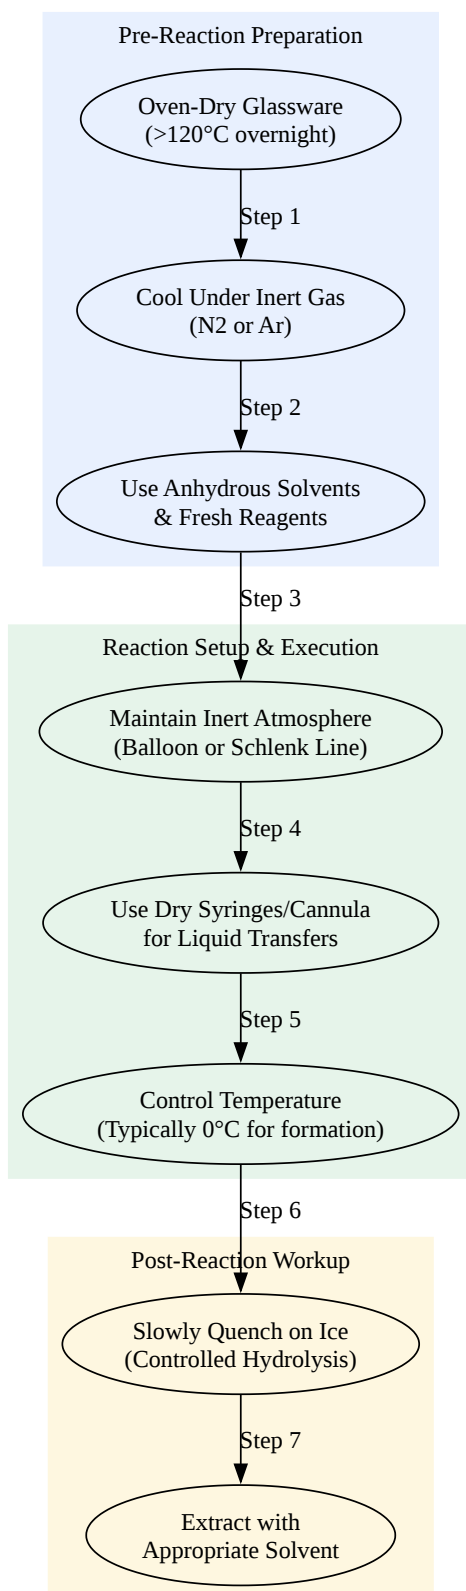 Pre-Reaction Preparation
Oven-Dry Glassware
(>120°C overnight)
Step 1
Cool Under Inert Gas
(N2 or Ar)
Step 2
Use Anhydrous Solvents
& Fresh Reagents
Step 3
Reaction Setup & Execution
Maintain Inert Atmosphere
(Balloon or Schlenk Line)
Step 4
Use Dry Syringes/Cannula
for Liquid Transfers
Step 5
Control Temperature
(Typically 0°C for formation)
Step 6
Post-Reaction Workup
Slowly Quench on Ice
(Controlled Hydrolysis)
Step 7
Extract with
Appropriate Solvent